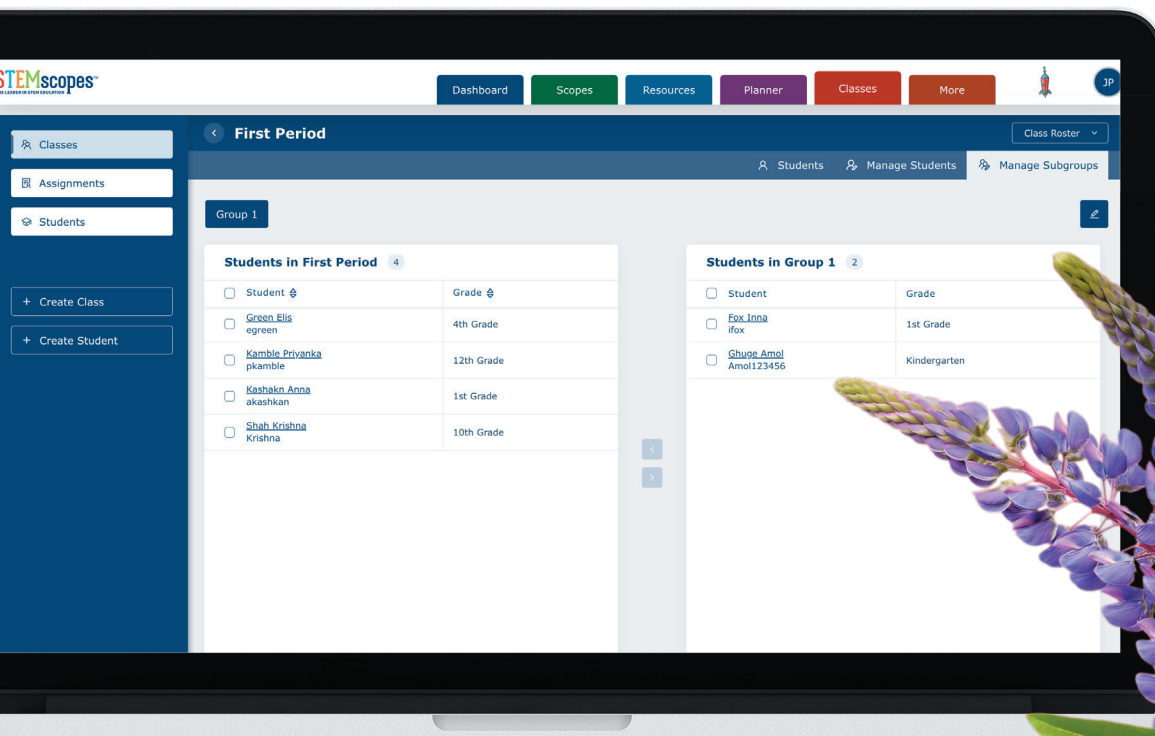 STEMscopes™
Dashboard
Scopes
Resources
Planner
Classes
More
JP
Classes
Assignments
Students
+ Create Class
+ Create Student
First Period
Class Roster
Students
Manage Students
Manage Subgroups
Group 1
Students in First Period 4
Student Grade
Green Elis
egreen
4th Grade
Kamble Priyanka
pkamble
12th Grade
Kashakn Anna
akashkan
1st Grade
Shah Krishna
Krishna
10th Grade
Students in Group 1 2
Student Grade
Fox Inna
ifox
1st Grade
Ghuge Amol
Amol123456
Kindergarten